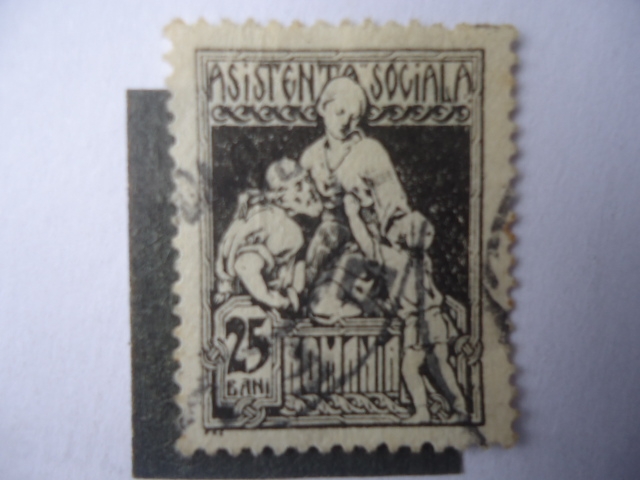 ASISTENTA SOCIALA
25
BANI
ROMANIA